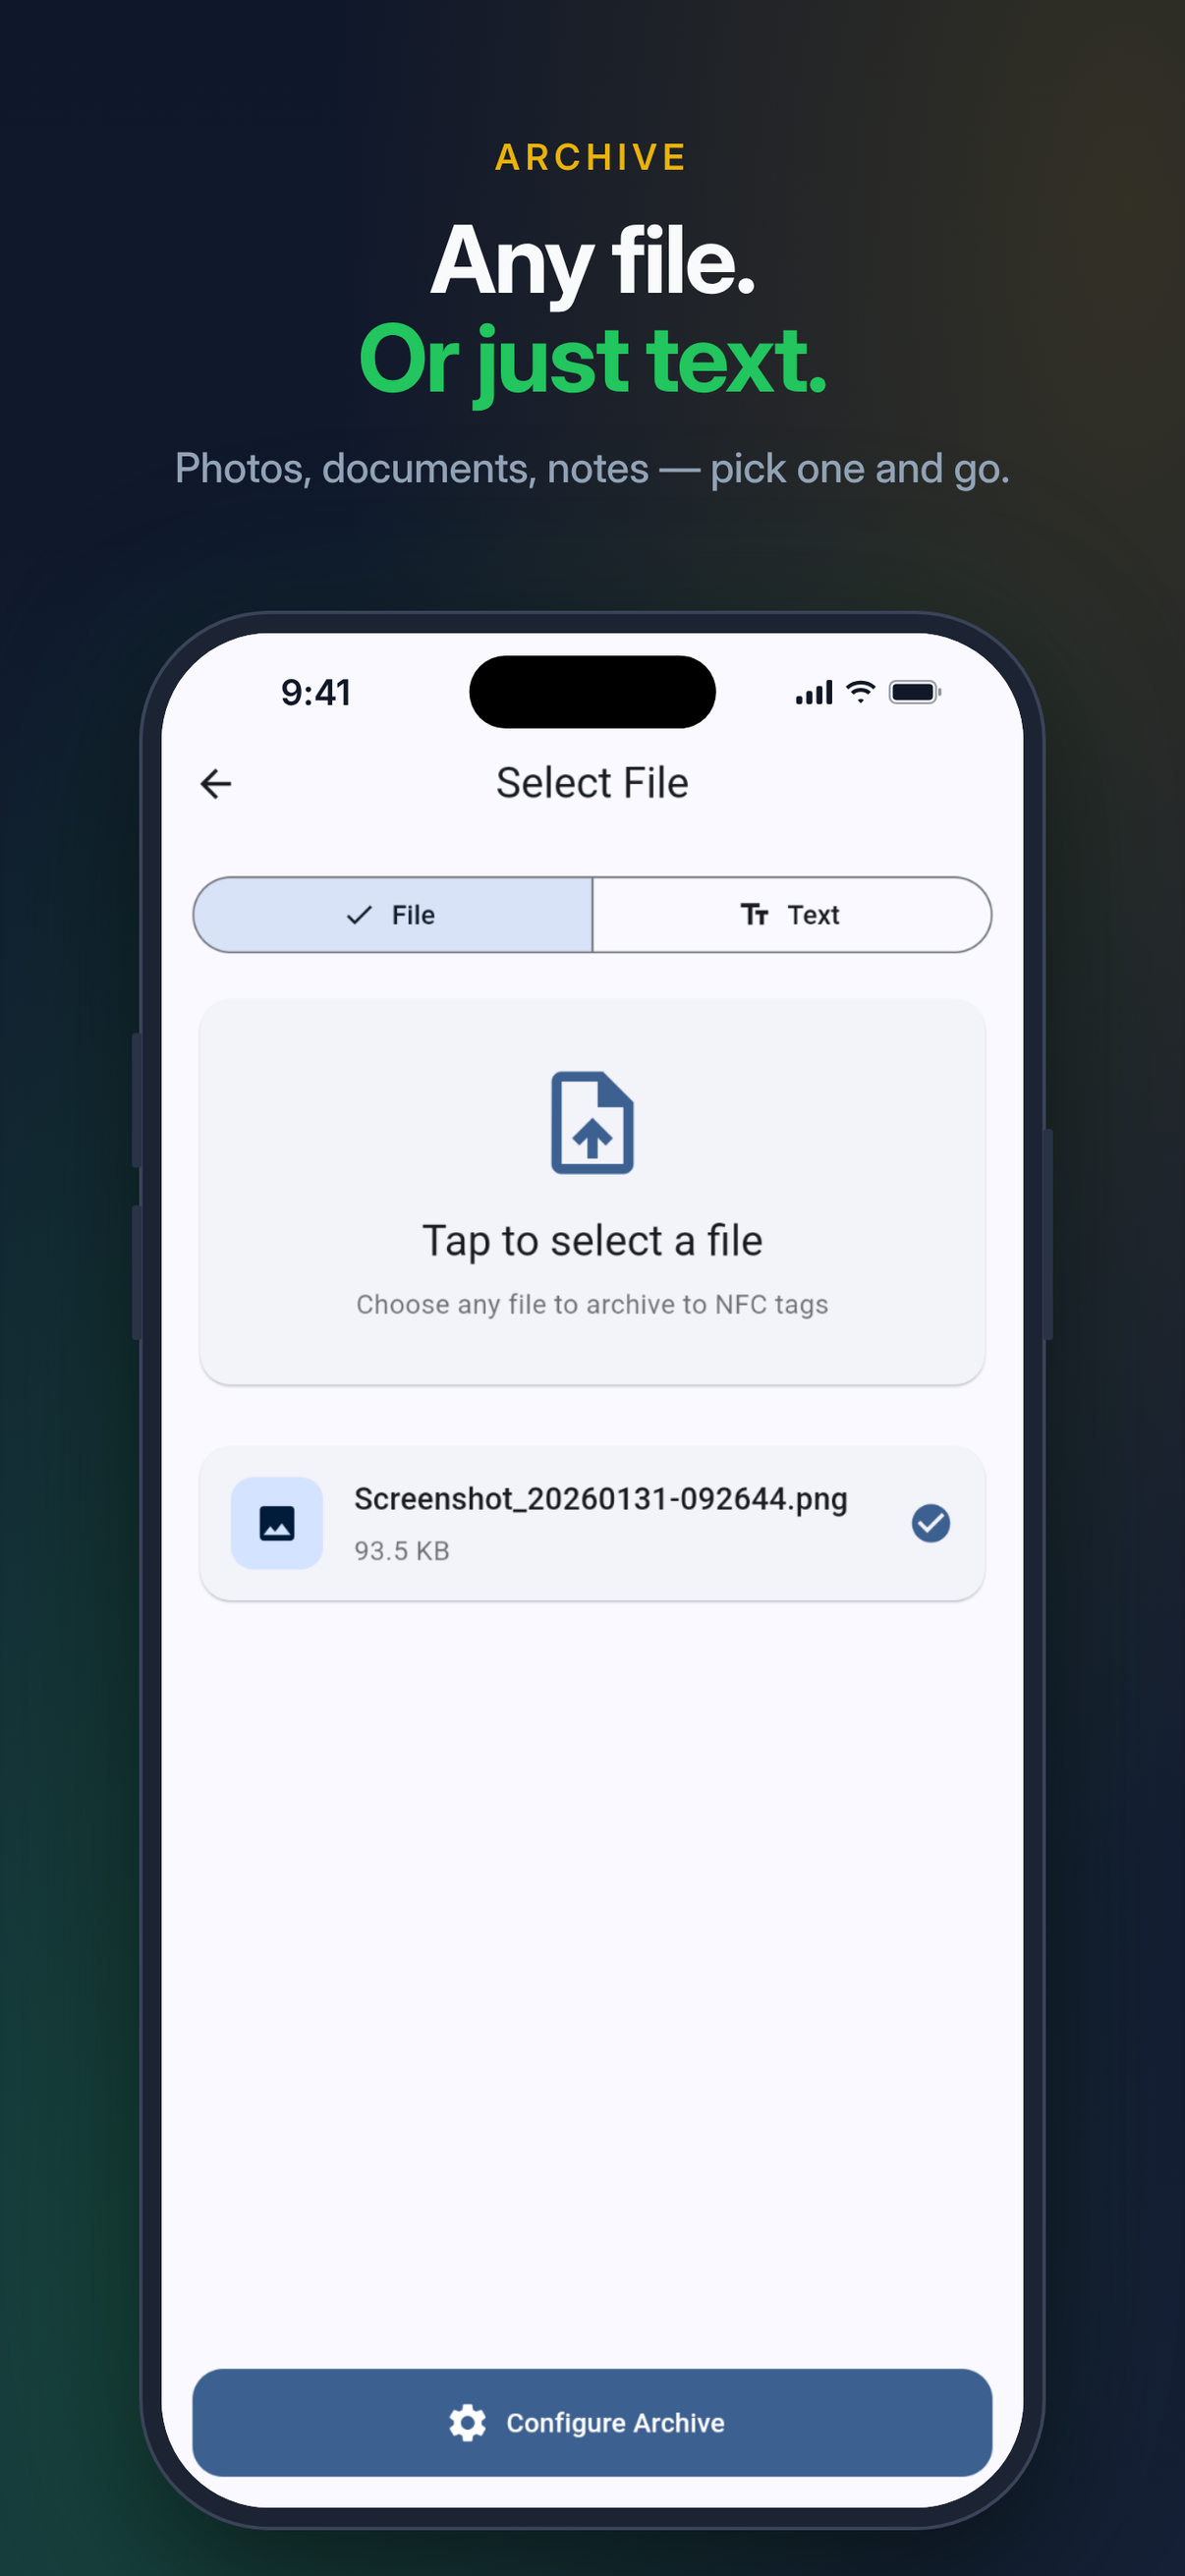 ARCHIVE
Any file.
Or just text.
Photos, documents, notes — pick one and go.
9:41
Select File
File
Text
Tap to select a file
Choose any file to archive to NFC tags
Screenshot_20260131-092644.png
93.5 KB
Configure Archive